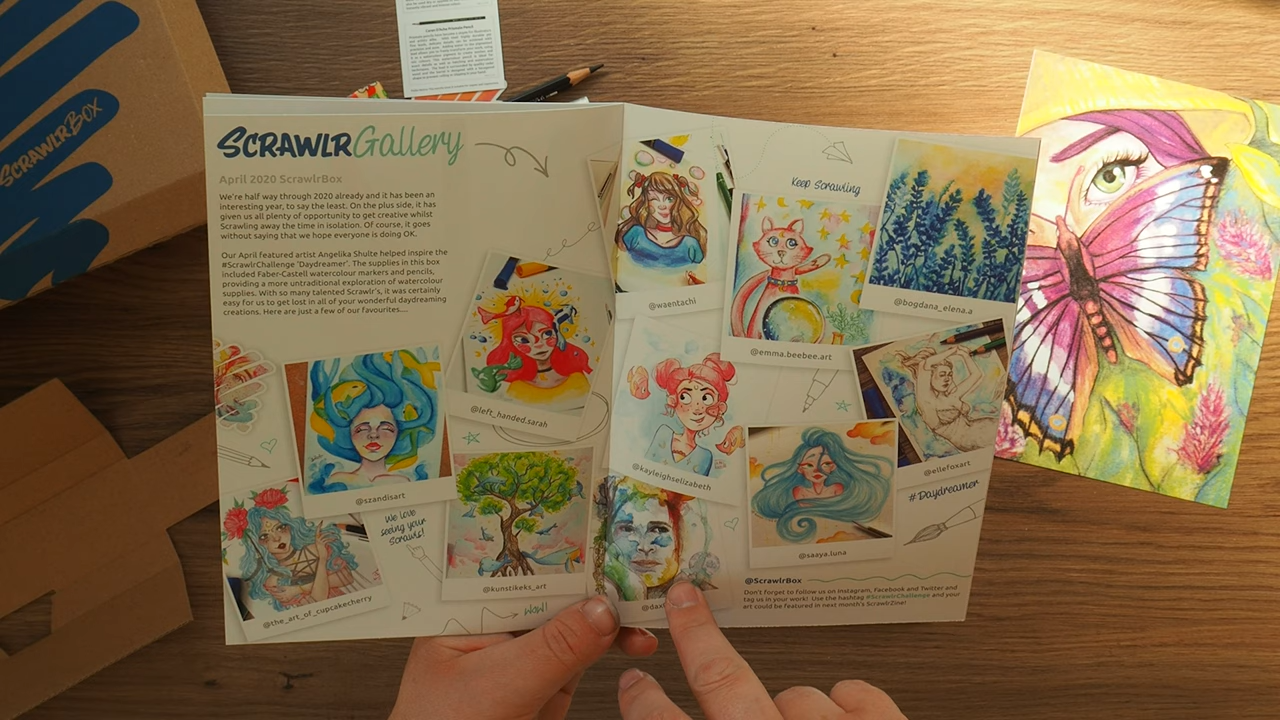 SCRAWLRBOX
SCRAWLRGallery
April 2020 ScrawlrBox
We're half way through 2020 already and it has been an
interesting year, to say the least. On the plus side, it has
given us all plenty of opportunity to get creative whilst
Scrawling away the time in isolation. Of course, it goes
without saying that we hope everyone is doing OK.
Our April featured artist Angelika Shulte helped inspire the
#ScrawlrChallenge 'Daydreamer'. The supplies in this box
included Faber-Castell watercolour markers and pencils,
providing a more untraditional exploration of watercolour
supplies. With so many talented Scrawlr's, it was certainly
easy for us to get lost in all of your wonderful daydreaming
creations. Here are just a few of our favourites....
@left_handed.sarah
@szandisart
We love
seeing your
Scrawls!
@kunstikeks_art
@the_art_of_cupcakecherry
WOW!
@waentachi
Keep Scrawling
@emma.beebee.art
@bogdana_elena.a
@kayleighselizabeth
@ellefoxart
#Daydreamer
@saaya.luna
@ScrawlrBox
Don't forget to follow us on Instagram, Facebook and Twitter and
tag us in your work! Use the hashtag #ScrawlrChallenge and your
art could be featured in next month's ScrawlrZine!